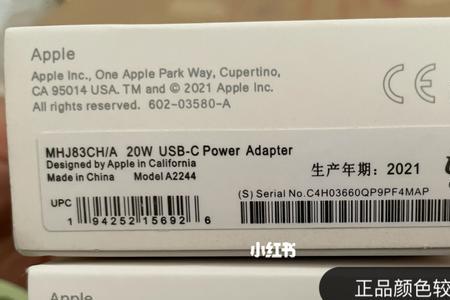 Apple
Apple Inc., One Apple Park Way, Cupertino,
CA 95014 USA. TM and © 2021 Apple Inc.
All rights reserved. 602-03580-A
CE
MHJ83CH/A 20W USB-C Power Adapter
Designed by Apple in California
Made in China Model A2244
生产年期：2021
(S) Serial No.C4H03660QP9PF4MAP
UPC
1 94252 15692 6
小红书
Apple
正品颜色较